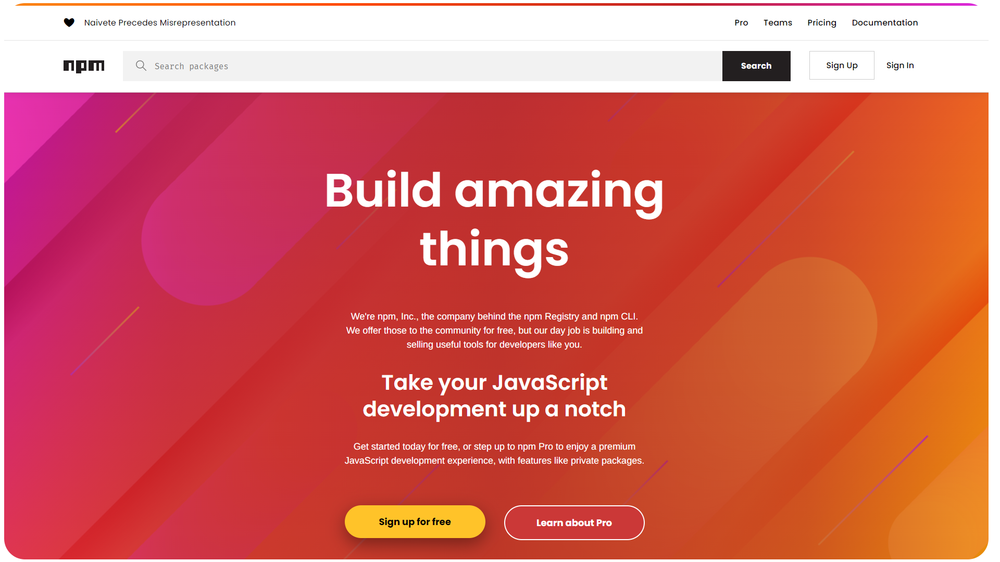 Naivete Precedes Misrepresentation
Pro
Teams
Pricing
Documentation
npm
Search packages
Search
Sign Up
Sign In
Build amazing
things
We're npm, Inc., the company behind the npm Registry and npm CLI.
We offer those to the community for free, but our day job is building and
selling useful tools for developers like you.
Take your JavaScript
development up a notch
Get started today for free, or step up to npm Pro to enjoy a premium
JavaScript development experience, with features like private packages.
Sign up for free
Learn about Pro